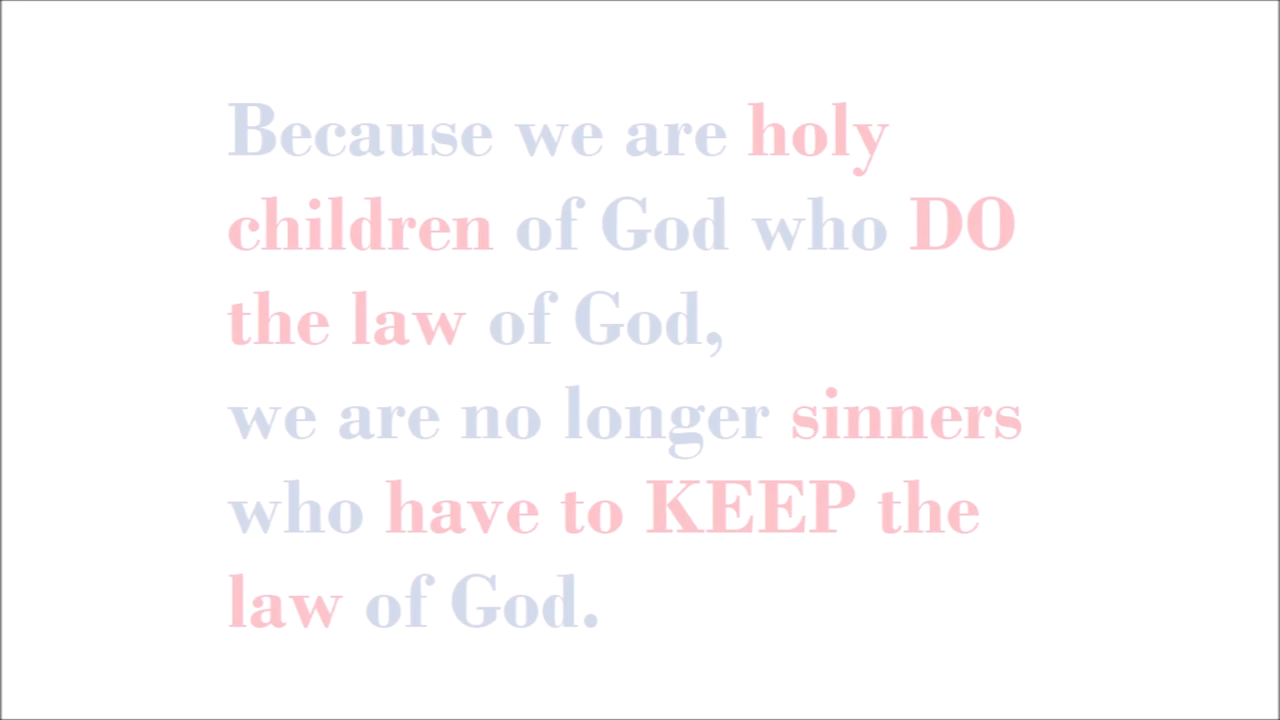 Because we are holy
children of God who DO
the law of God,
we are no longer sinners
who have to KEEP the
law of God.